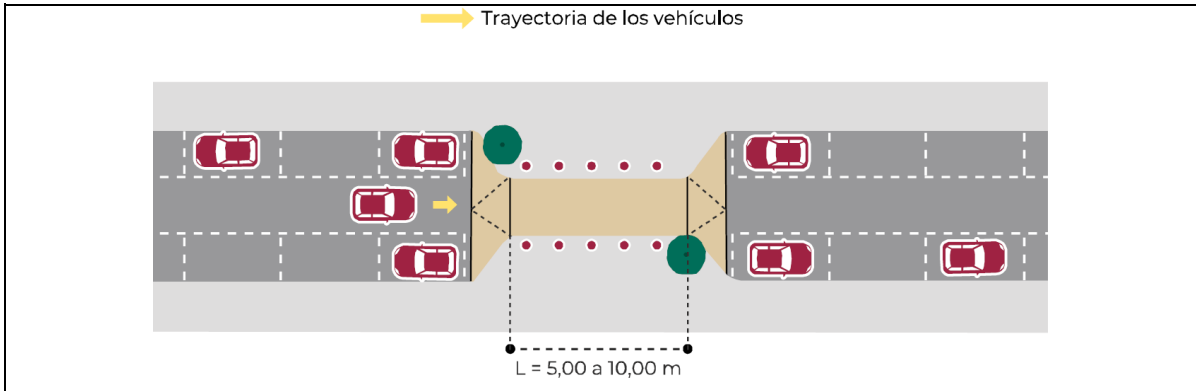 Trayectoria de los vehículos
L = 5,00 a 10,00 m